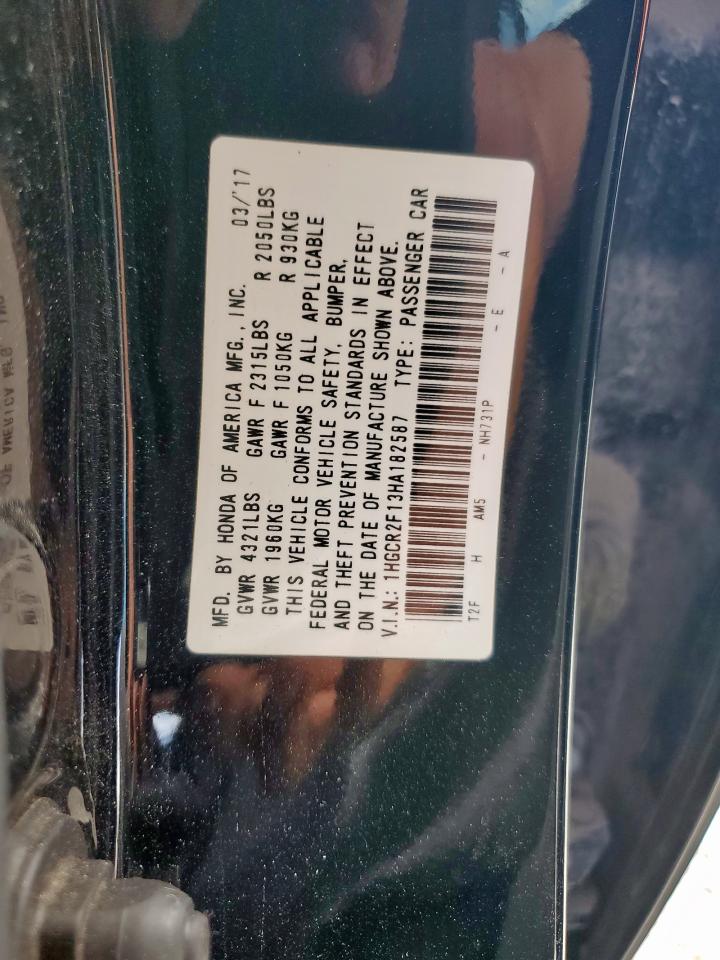 MFD. BY HONDA OF AMERICA MFG., INC. 03/'17
GVWR 4321LBS GAWR F 2315LBS R 2050LBS
GVWR 1960KG GAWR F 1050KG R 930KG
THIS VEHICLE CONFORMS TO ALL APPLICABLE
FEDERAL MOTOR VEHICLE SAFETY, BUMPER,
AND THEFT PREVENTION STANDARDS IN EFFECT
ON THE DATE OF MANUFACTURE SHOWN ABOVE.
V.I.N.: 1HGCR2F13HA182587 TYPE: PASSENGER CAR
T2F H AM5 - NH731P - E - A
OF AMERICA